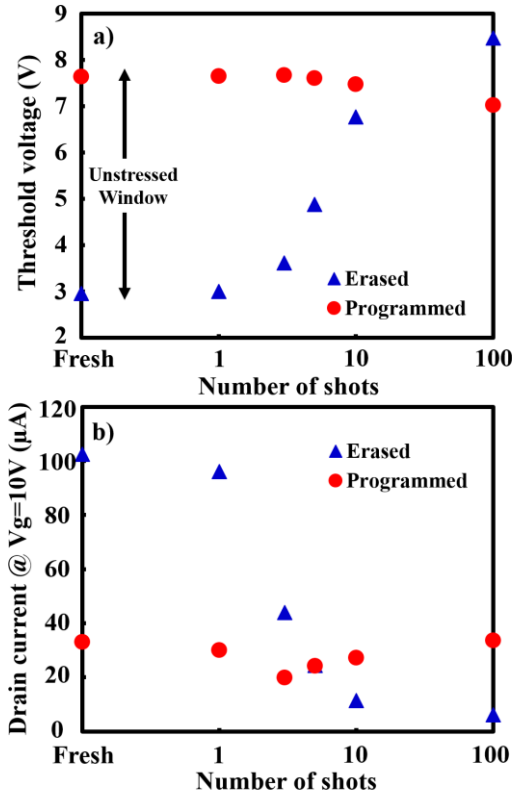 a)
Threshold voltage (V)
9
8
7
6
5
4
3
2
Unstressed
Window
Erased
Programmed
Fresh 1 10 100
Number of shots
b)
Drain current @ Vg=10V (μA)
120
100
80
60
40
20
0
Erased
Programmed
Fresh 1 10 100
Number of shots